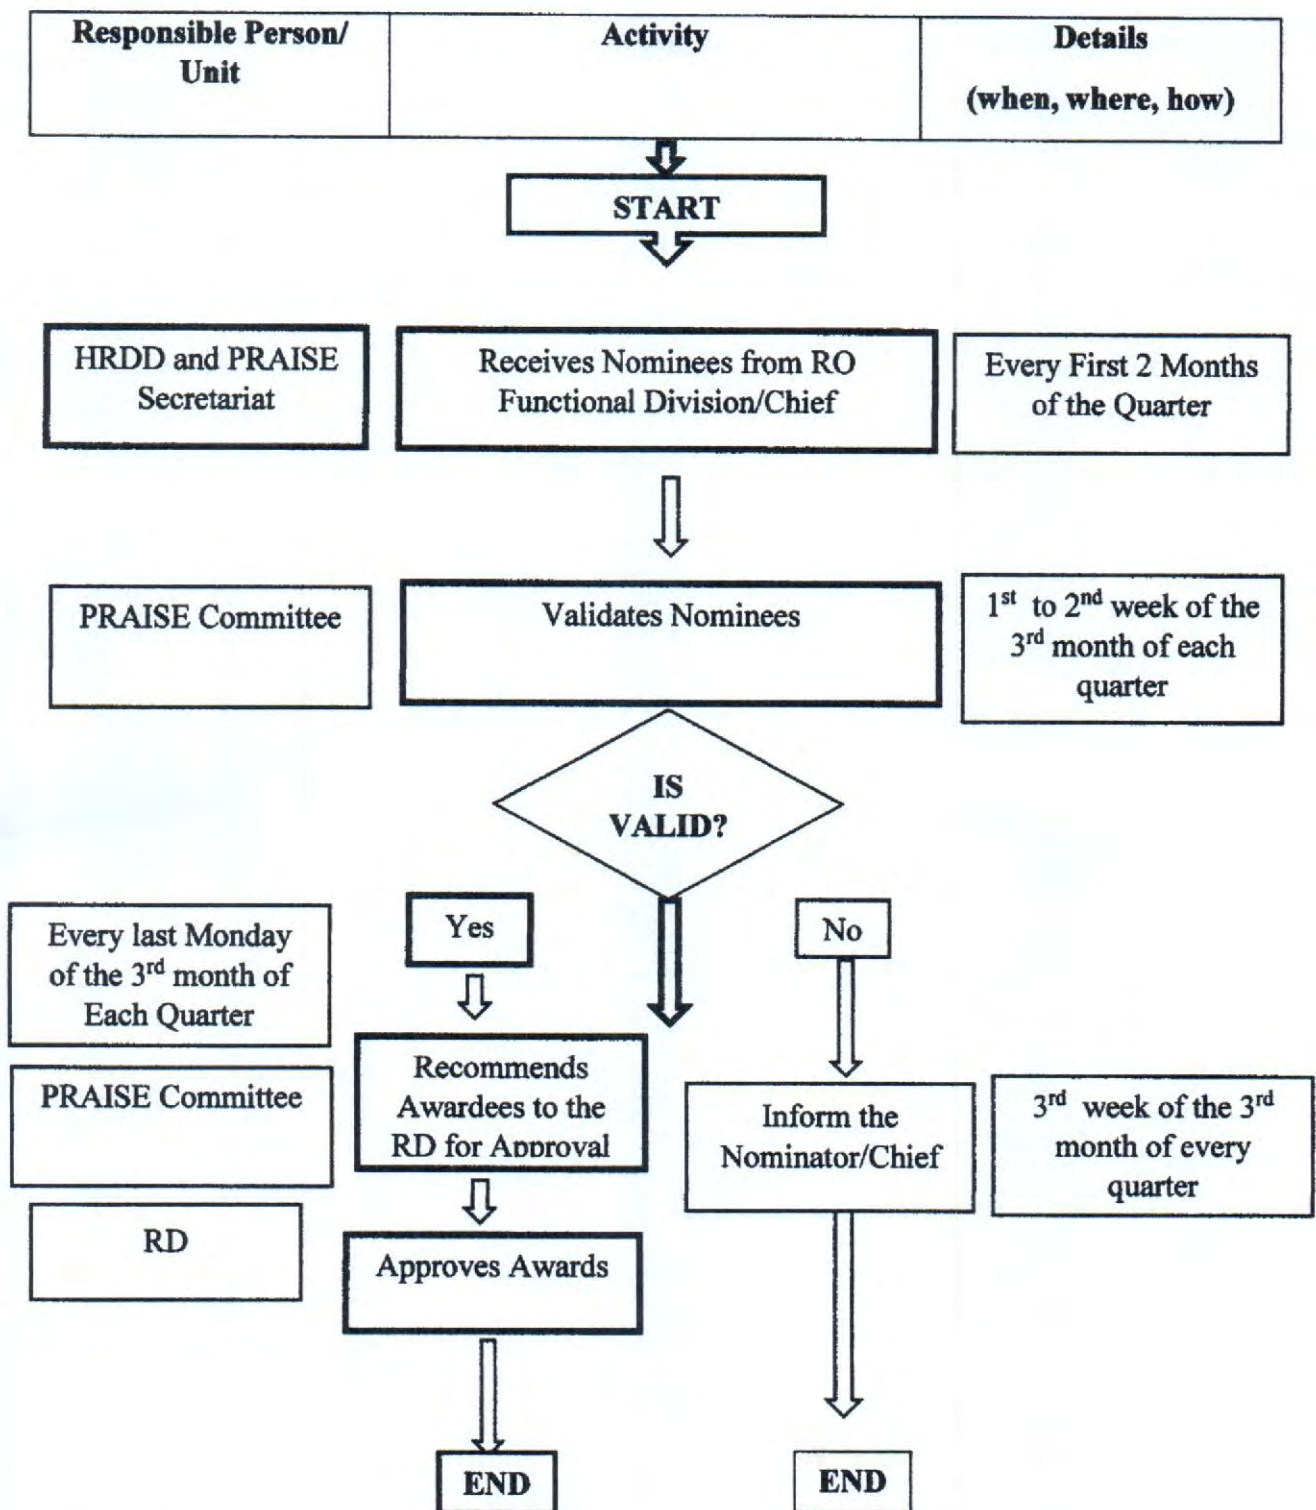 Responsible Person/
Unit
Activity
Details
(when, where, how)
START
HRDD and PRAISE
Secretariat
Receives Nominees from RO
Functional Division/Chief
Every First 2 Months
of the Quarter
PRAISE Committee
Validates Nominees
1st to 2nd week of the
3rd month of each
quarter
IS
VALID?
Yes
No
Every last Monday
of the 3rd month of
Each Quarter
PRAISE Committee
Recommends
Awardees to the
RD for Approval
Inform the
Nominator/Chief
3rd week of the 3rd
month of every
quarter
RD
Approves Awards
END
END